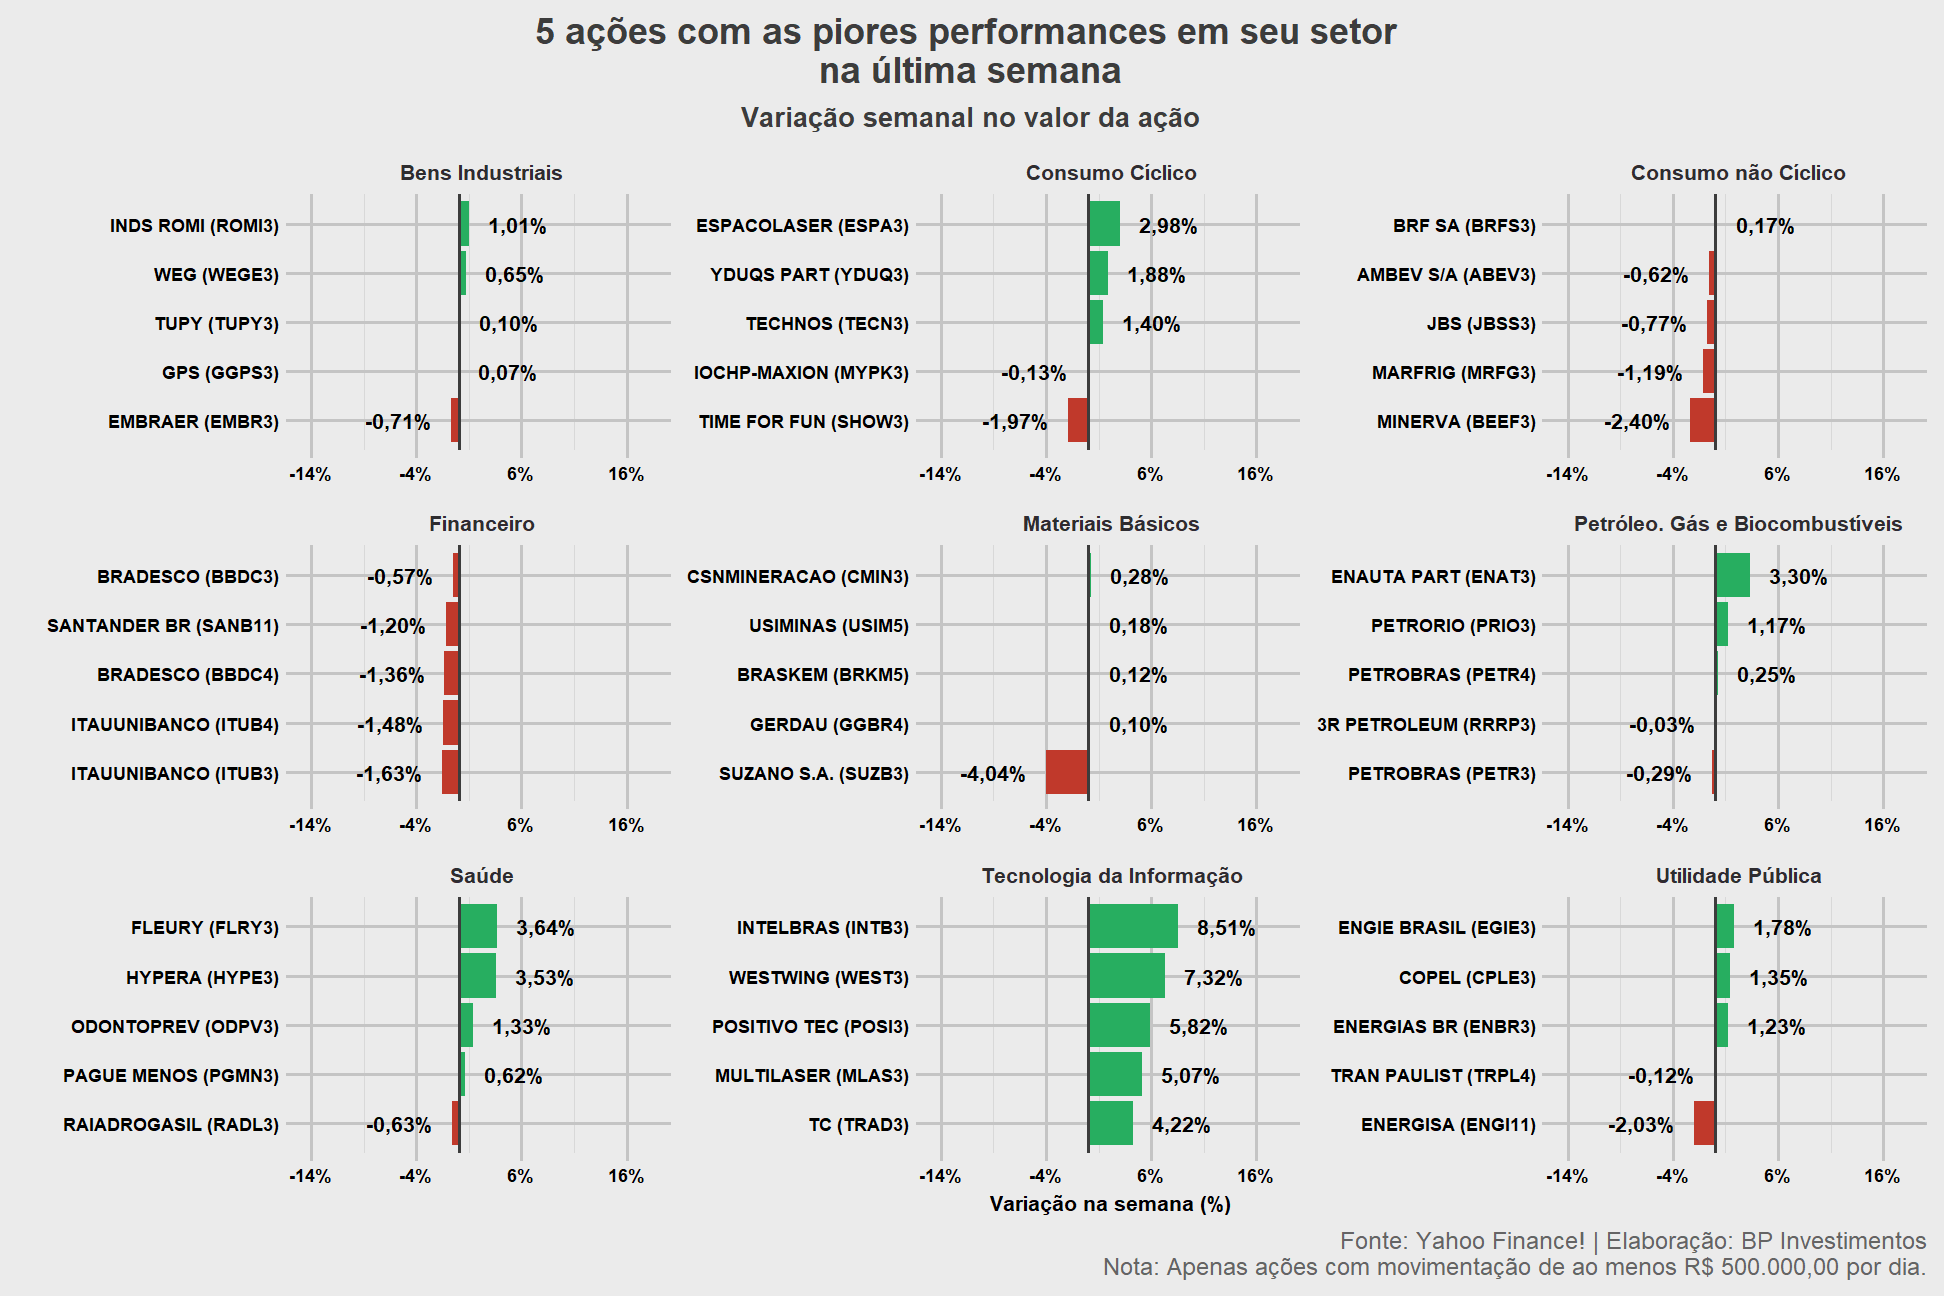 5 ações com as piores performances em seu setor
na última semana
Variação semanal no valor da ação
Bens Industriais
INDS ROMI (ROMI3) 1,01%
WEG (WEGE3) 0,65%
TUPY (TUPY3) 0,10%
GPS (GGPS3) 0,07%
EMBRAER (EMBR3) -0,71%
-14% -4% 6% 16%
Consumo Cíclico
ESPACOLASER (ESPA3) 2,98%
YDUQS PART (YDUQ3) 1,88%
TECHNOS (TECN3) 1,40%
IOCHP-MAXION (MYPK3) -0,13%
TIME FOR FUN (SHOW3) -1,97%
-14% -4% 6% 16%
Consumo não Cíclico
BRF SA (BRFS3) 0,17%
AMBEV S/A (ABEV3) -0,62%
JBS (JBSS3) -0,77%
MARFRIG (MRFG3) -1,19%
MINERVA (BEEF3) -2,40%
-14% -4% 6% 16%
Financeiro
BRADESCO (BBDC3) -0,57%
SANTANDER BR (SANB11) -1,20%
BRADESCO (BBDC4) -1,36%
ITAUUNIBANCO (ITUB4) -1,48%
ITAUUNIBANCO (ITUB3) -1,63%
-14% -4% 6% 16%
Materiais Básicos
CSNMINERACAO (CMIN3) 0,28%
USIMINAS (USIM5) 0,18%
BRASKEM (BRKM5) 0,12%
GERDAU (GGBR4) 0,10%
SUZANO S.A. (SUZB3) -4,04%
-14% -4% 6% 16%
Petróleo. Gás e Biocombustíveis
ENAUTA PART (ENAT3) 3,30%
PETRORIO (PRIO3) 1,17%
PETROBRAS (PETR4) 0,25%
3R PETROLEUM (RRRP3) -0,03%
PETROBRAS (PETR3) -0,29%
-14% -4% 6% 16%
Saúde
FLEURY (FLRY3) 3,64%
HYPERA (HYPE3) 3,53%
ODONTOPREV (ODPV3) 1,33%
PAGUE MENOS (PGMN3) 0,62%
RAIADROGASIL (RADL3) -0,63%
-14% -4% 6% 16%
Tecnologia da Informação
INTELBRAS (INTB3) 8,51%
WESTWING (WEST3) 7,32%
POSITIVO TEC (POSI3) 5,82%
MULTILASER (MLAS3) 5,07%
TC (TRAD3) 4,22%
-14% -4% 6% 16%
Utilidade Pública
ENGIE BRASIL (EGIE3) 1,78%
COPEL (CPLE3) 1,35%
ENERGIAS BR (ENBR3) 1,23%
TRAN PAULIST (TRPL4) -0,12%
ENERGISA (ENGI11) -2,03%
-14% -4% 6% 16%
Variação na semana (%)
Fonte: Yahoo Finance! | Elaboração: BP Investimentos
Nota: Apenas ações com movimentação de ao menos R$ 500.000,00 por dia.